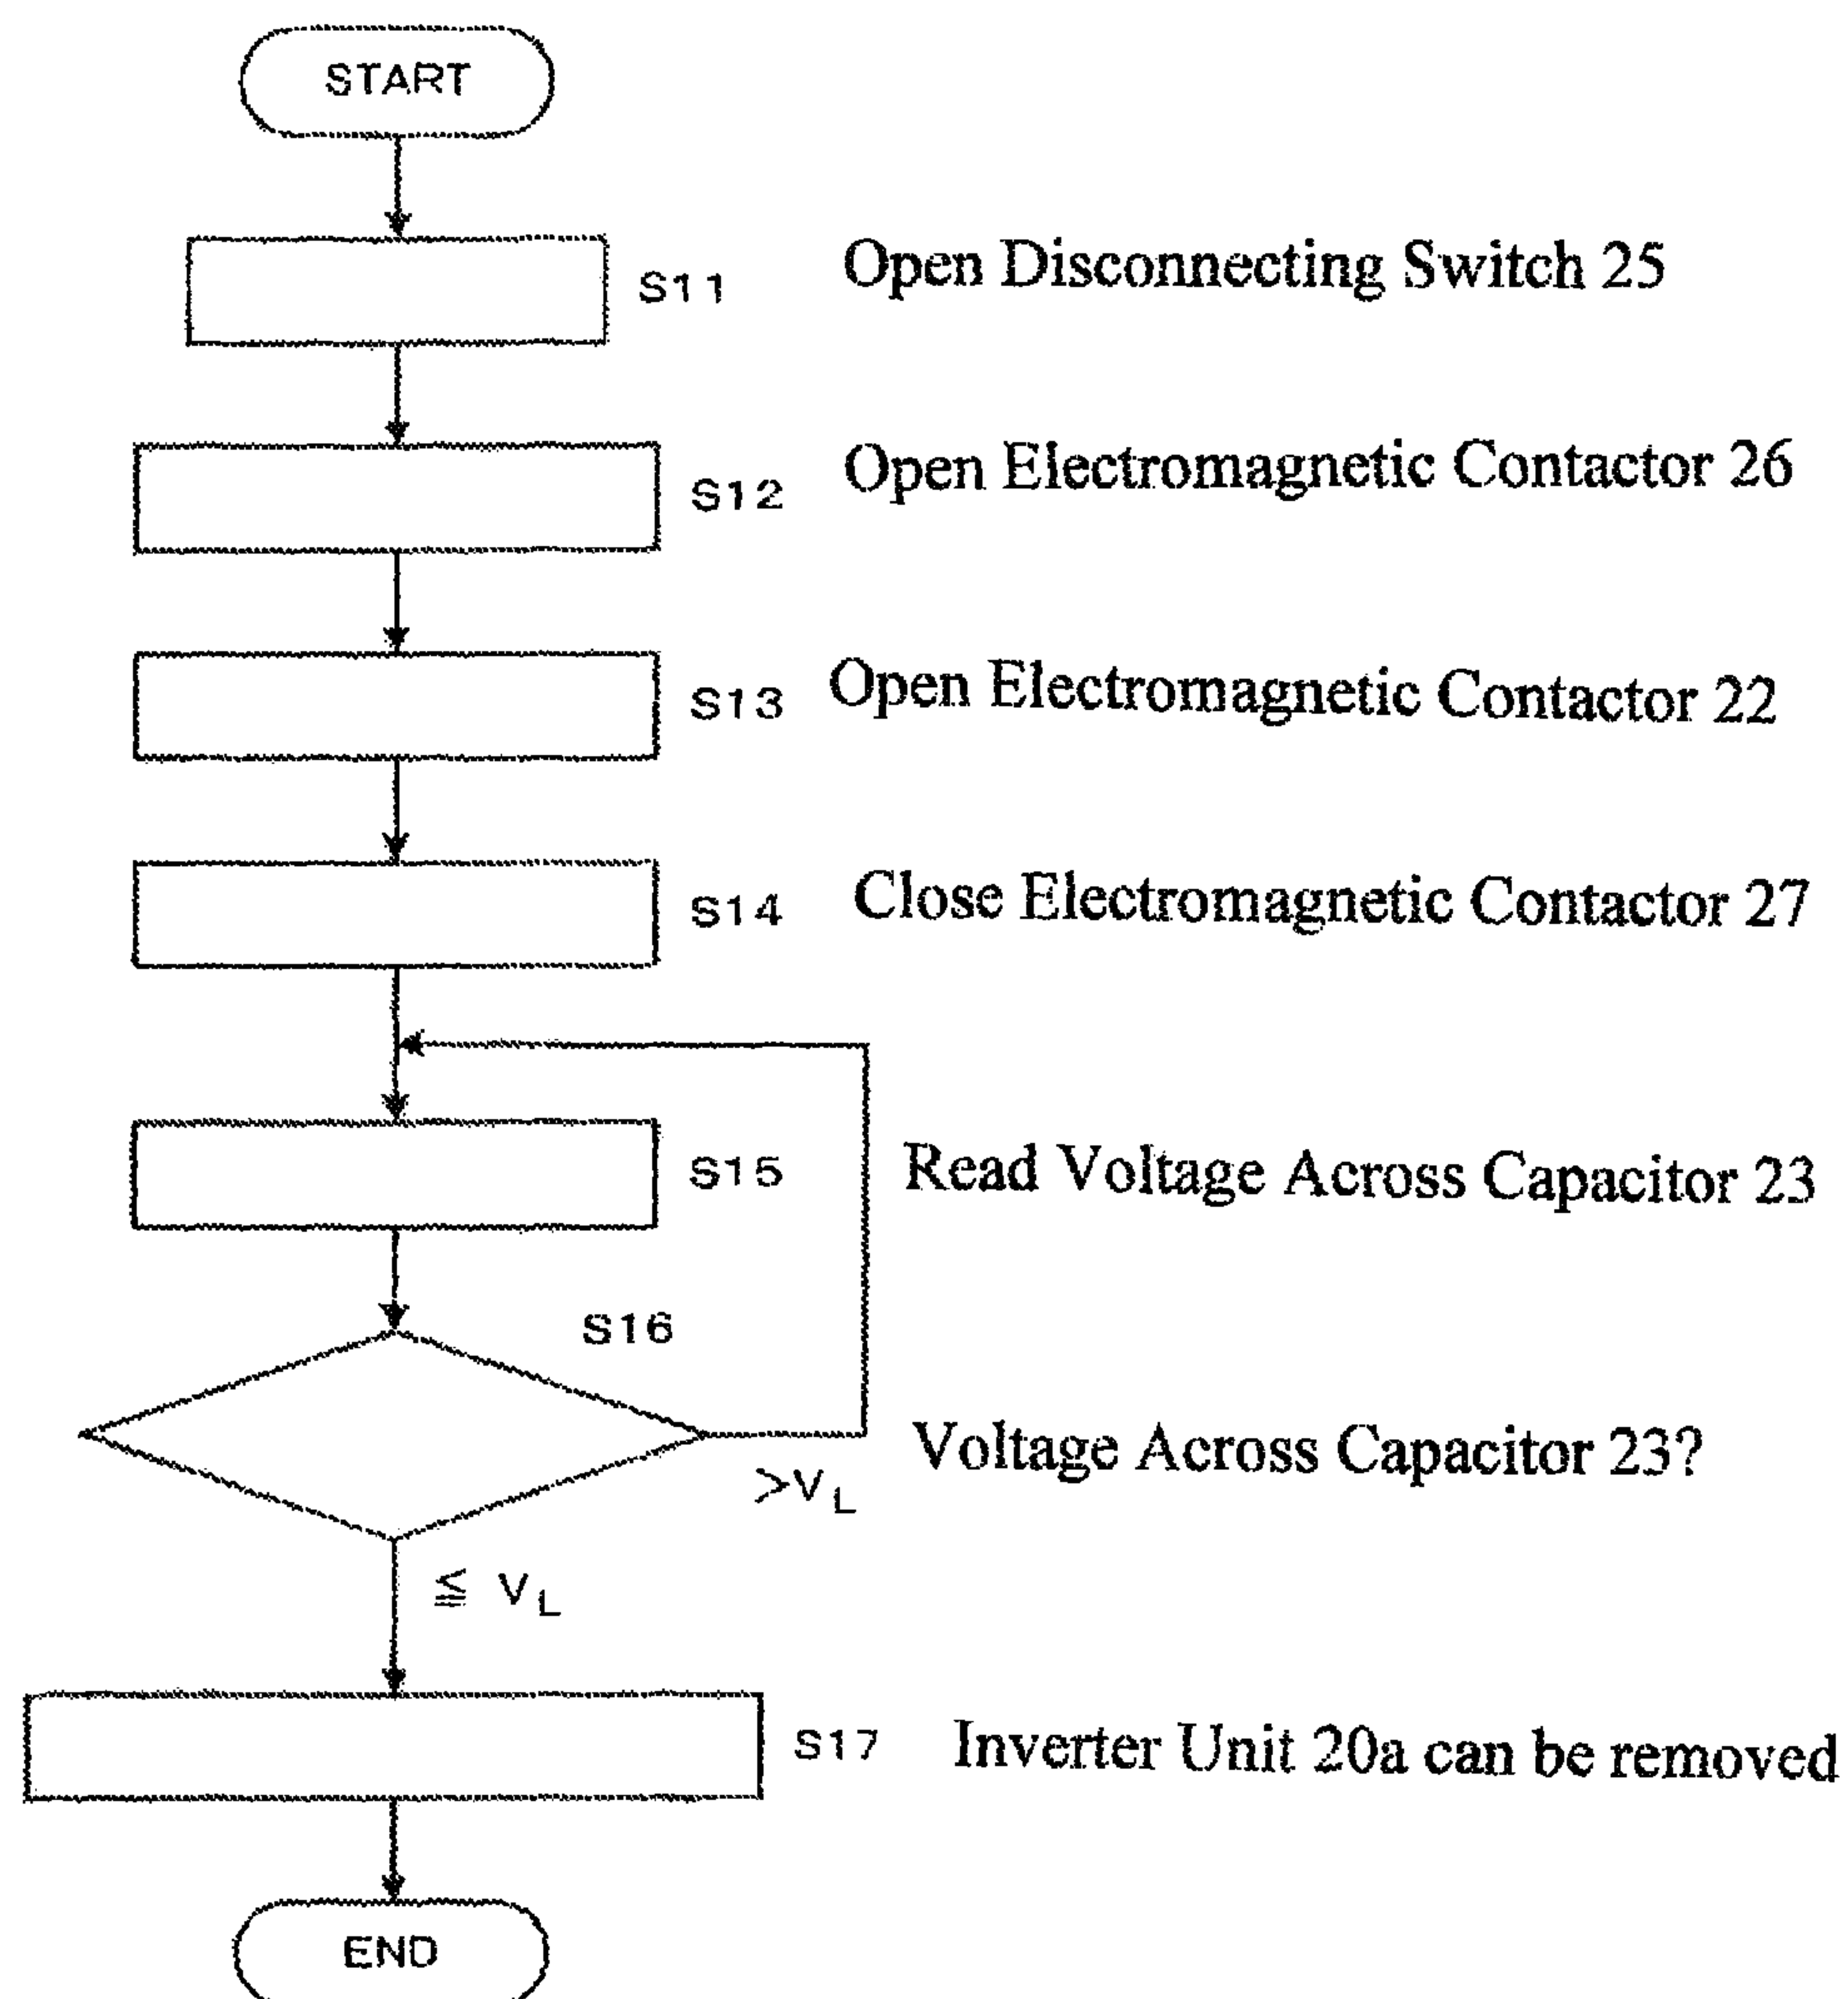 START
S11 Open Disconnecting Switch 25
S12 Open Electromagnetic Contactor 26
S13 Open Electromagnetic Contactor 22
S14 Close Electromagnetic Contactor 27
S15 Read Voltage Across Capacitor 23
S16
Voltage Across Capacitor 23?
>VL
≦ VL
S17 Inverter Unit 20a can be removed
END